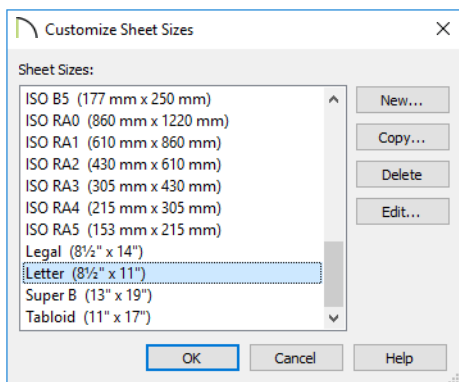 Customize Sheet Sizes
Sheet Sizes:
ISO B5 (177 mm x 250 mm)
ISO RA0 (860 mm x 1220 mm)
ISO RA1 (610 mm x 860 mm)
ISO RA2 (430 mm x 610 mm)
ISO RA3 (305 mm x 430 mm)
ISO RA4 (215 mm x 305 mm)
ISO RA5 (153 mm x 215 mm)
Legal (8½" x 14")
Letter (8½" x 11")
Super B (13" x 19")
Tabloid (11" x 17")
New...
Copy...
Delete
Edit...
OK Cancel Help